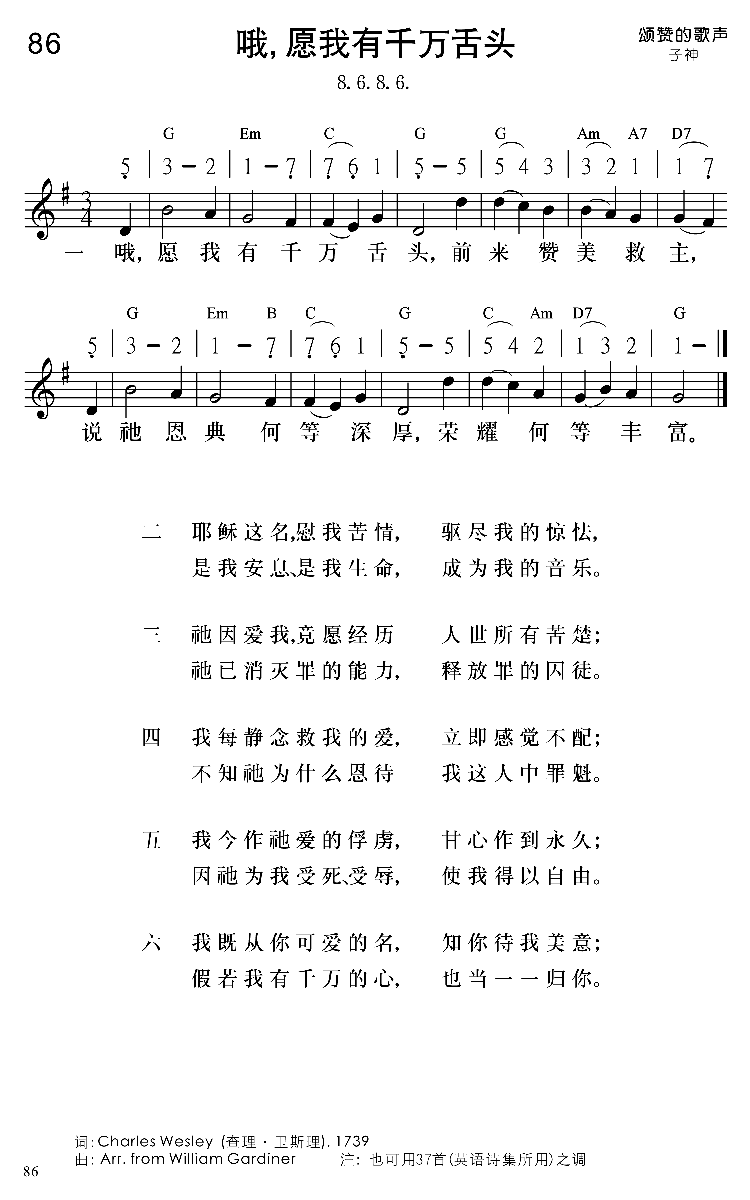 86 哦,愿我有千万舌头 颂赞的歌声
子神
8. 6. 8. 6.
G Em C G G Am A7 D7
5 | 3 – 2 | 1 – 7 | 7 6 1 | 5 – 5 | 5 4 3 | 3 2 1 | 1 7
3
4
一 哦, 愿 我 有 千 万 舌 头, 前 来 赞 美 救 主,
G Em B C G C Am D7 G
5 | 3 – 2 | 1 – 7 | 7 6 1 | 5 – 5 | 5 4 2 | 1 3 2 | 1 – ‖
说 祂 恩 典 何 等 深 厚, 荣 耀 何 等 丰 富。
二 耶稣这名,慰我苦情, 驱尽我的惊怯,
是我安息、是我生命, 成为我的音乐。
三 祂因爱我,竟愿经历 人世所有苦楚;
祂已消灭罪的能力, 释放罪的囚徒。
四 我每静念救我的爱, 立即感觉不配;
不知祂为什么恩待 我这人中罪魁。
五 我今作祂爱的俘虏, 甘心作到永久;
因祂为我受死、受辱, 使我得以自由。
六 我既从你可爱的名, 知你待我美意;
假若我有千万的心, 也当一一归你。
词: Charles Wesley (查理·卫斯理), 1739
曲: Arr. from William Gardiner 注: 也可用37首(英语诗集所用)之调
86